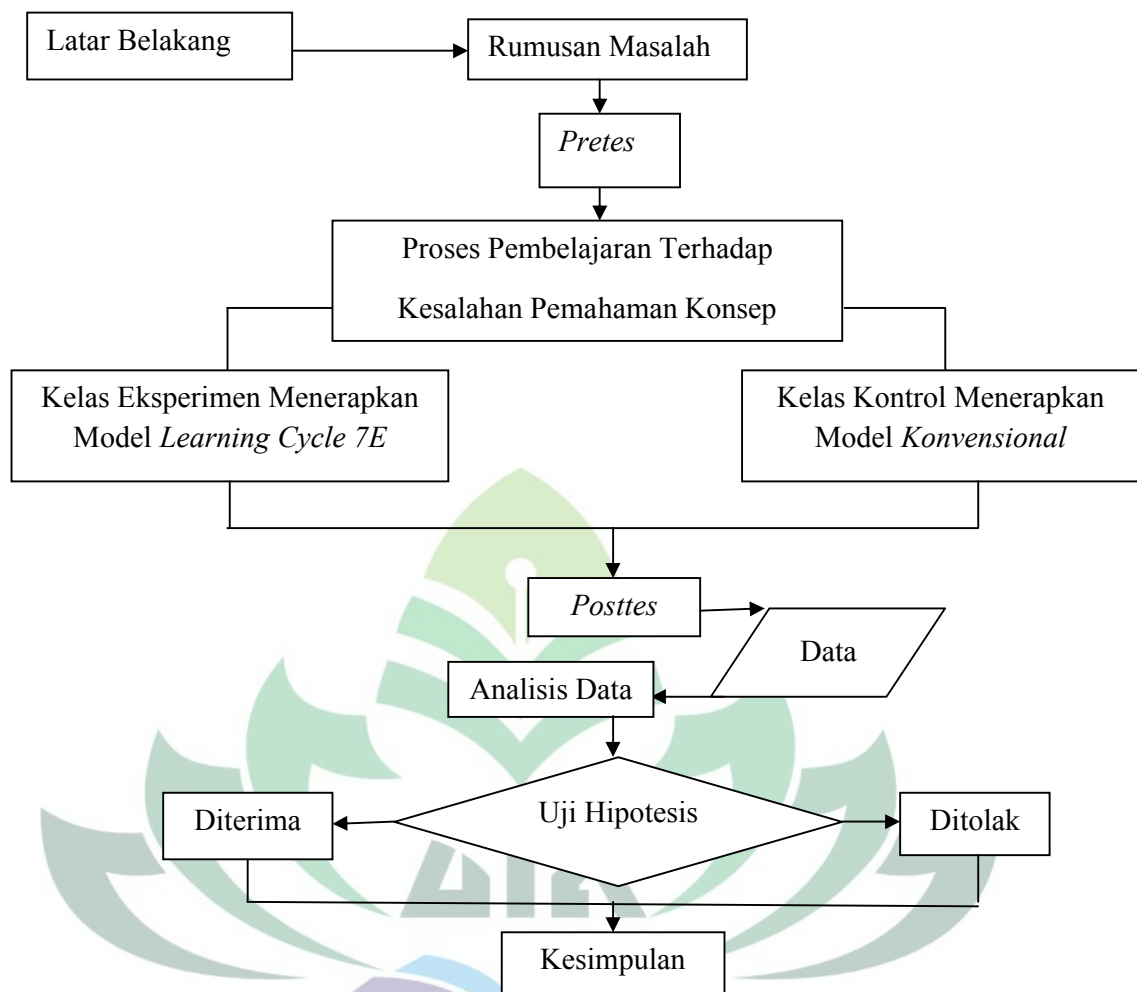 Latar Belakang
Rumusan Masalah
Pretes
Proses Pembelajaran Terhadap
Kesalahan Pemahaman Konsep
Kelas Eksperimen Menerapkan
Model Learning Cycle 7E
Kelas Kontrol Menerapkan
Model Konvensional
Posttes
Data
Analisis Data
Uji Hipotesis
Diterima
Ditolak
Kesimpulan